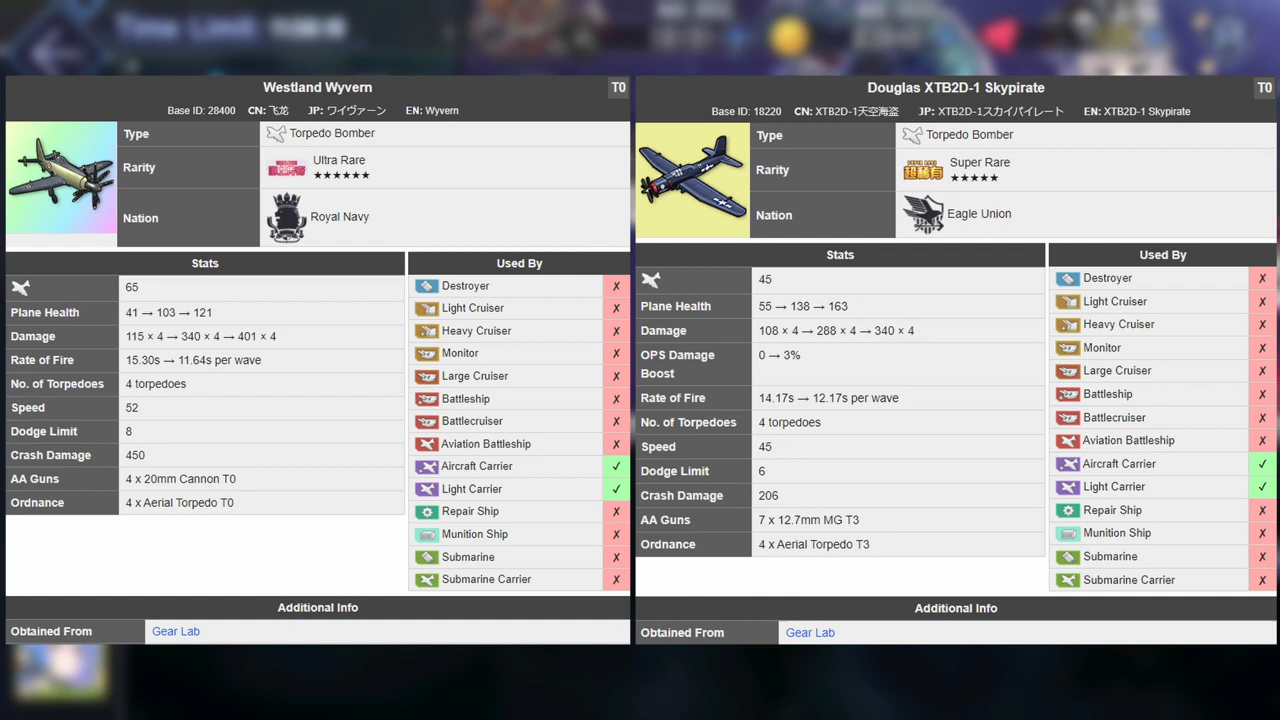 Time Limit:
Westland Wyvern
T0
Base ID: 28400 CN: 飞龙 JP: ワイヴァーン EN: Wyvern
Type
Torpedo Bomber
Rarity
Ultra Rare
★★★★★★
Nation
Royal Navy
Stats
65
Plane Health
41 → 103 → 121
Damage
115 × 4 → 340 × 4 → 401 × 4
Rate of Fire
15.30s → 11.64s per wave
No. of Torpedoes
4 torpedoes
Speed
52
Dodge Limit
8
Crash Damage
450
AA Guns
4 x 20mm Cannon T0
Ordnance
4 x Aerial Torpedo T0
Used By
Destroyer ✗
Light Cruiser ✗
Heavy Cruiser ✗
Monitor ✗
Large Cruiser ✗
Battleship ✗
Battlecruiser ✗
Aviation Battleship ✗
Aircraft Carrier ✓
Light Carrier ✓
Repair Ship ✗
Munition Ship ✗
Submarine ✗
Submarine Carrier ✗
Additional Info
Obtained From
Gear Lab
Douglas XTB2D-1 Skypirate
T0
Base ID: 18220 CN: XTB2D-1天空海盗 JP: XTB2D-1スカイパイレート EN: XTB2D-1 Skypirate
Type
Torpedo Bomber
Rarity
超稀有
Super Rare
★★★★★
Nation
Eagle Union
Stats
45
Plane Health
55 → 138 → 163
Damage
108 × 4 → 288 × 4 → 340 × 4
OPS Damage
Boost
0 → 3%
Rate of Fire
14.17s → 12.17s per wave
No. of Torpedoes
4 torpedoes
Speed
45
Dodge Limit
6
Crash Damage
206
AA Guns
7 x 12.7mm MG T3
Ordnance
4 x Aerial Torpedo T3
Used By
Destroyer ✗
Light Cruiser ✗
Heavy Cruiser ✗
Monitor ✗
Large Cruiser ✗
Battleship ✗
Battlecruiser ✗
Aviation Battleship ✗
Aircraft Carrier ✓
Light Carrier ✓
Repair Ship ✗
Munition Ship ✗
Submarine ✗
Submarine Carrier ✗
Additional Info
Obtained From
Gear Lab